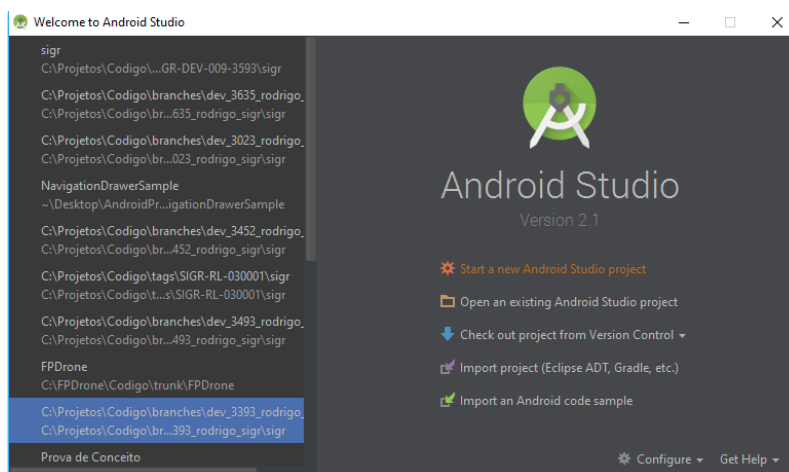 Welcome to Android Studio
sigr
C:\Projetos\Codigo\...GR-DEV-009-3593\sigr
C:\Projetos\Codigo\branches\dev_3635_rodrigo_
C:\Projetos\Codigo\br...635_rodrigo_sigr\sigr
C:\Projetos\Codigo\branches\dev_3023_rodrigo_
C:\Projetos\Codigo\br...023_rodrigo_sigr\sigr
NavigationDrawerSample
~\Desktop\AndroidPr...igationDrawerSample
C:\Projetos\Codigo\branches\dev_3452_rodrigo_
C:\Projetos\Codigo\br...452_rodrigo_sigr\sigr
C:\Projetos\Codigo\tags\SIGR-RL-030001\sigr
C:\Projetos\Codigo\t...s\SIGR-RL-030001\sigr
C:\Projetos\Codigo\branches\dev_3493_rodrigo_
C:\Projetos\Codigo\br...493_rodrigo_sigr\sigr
FPDrone
C:\FPDrone\Codigo\trunk\FPDrone
C:\Projetos\Codigo\branches\dev_3393_rodrigo_
C:\Projetos\Codigo\br...393_rodrigo_sigr\sigr
Prova de Conceito
Android Studio
Version 2.1
Start a new Android Studio project
Open an existing Android Studio project
Check out project from Version Control
Import project (Eclipse ADT, Gradle, etc.)
Import an Android code sample
Configure Get Help